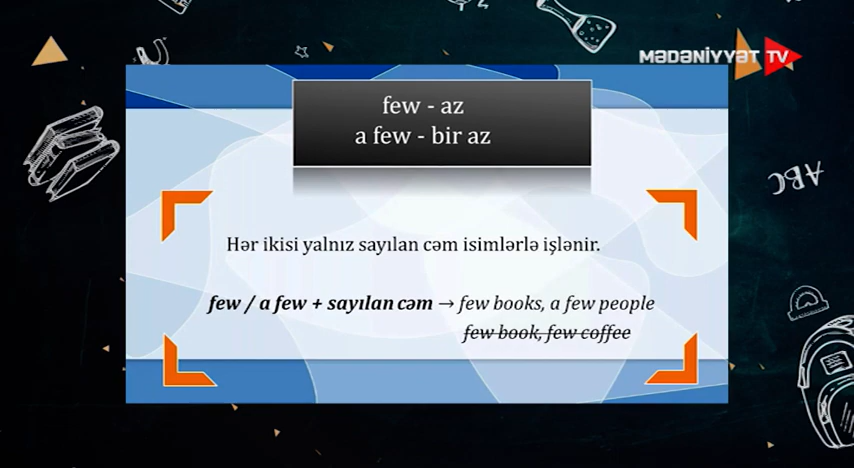 MƏDƏNİYYƏT TV
few - az
a few - bir az
ABC
Hər ikisi yalnız sayılan cəm isimlərlə işlənir.
few / a few + sayılan cəm → few books, a few people
few book, few coffee